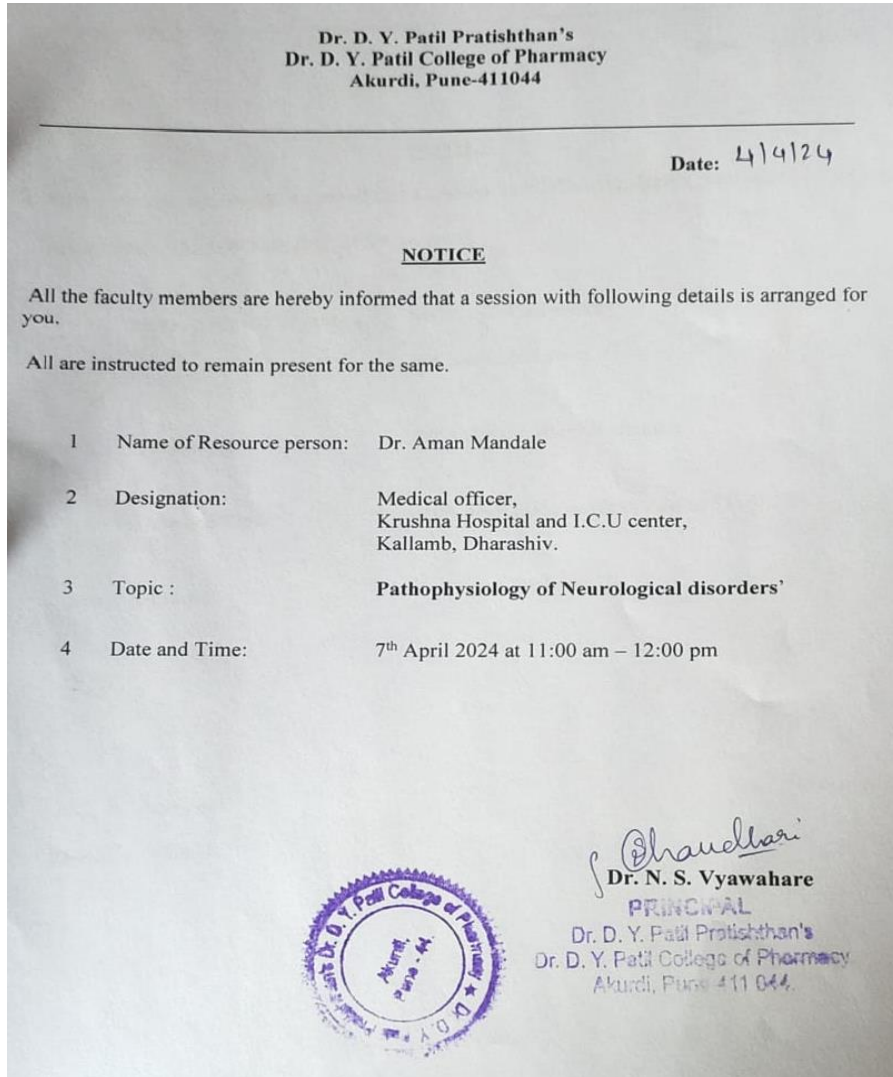 Dr. D. Y. Patil Pratishthan's
Dr. D. Y. Patil College of Pharmacy
Akurdi, Pune-411044
Date: 4/4/24
NOTICE
All the faculty members are hereby informed that a session with following details is arranged for
you.
All are instructed to remain present for the same.
1 Name of Resource person: Dr. Aman Mandale
2 Designation: Medical officer,
Krushna Hospital and I.C.U center,
Kallamb, Dharashiv.
3 Topic : Pathophysiology of Neurological disorders'
4 Date and Time: 7th April 2024 at 11:00 am – 12:00 pm
Chaudhari
Dr. N. S. Vyawahare
PRINCIPAL
Dr. D. Y. Patil Pratishthan's
Dr. D. Y. Patil College of Pharmacy
Akurdi, Pune 411 044.
Dr. D. Y. Patil College of Pharmacy ★ Dr. D. Y.
Akurdi,
Pune - 44.